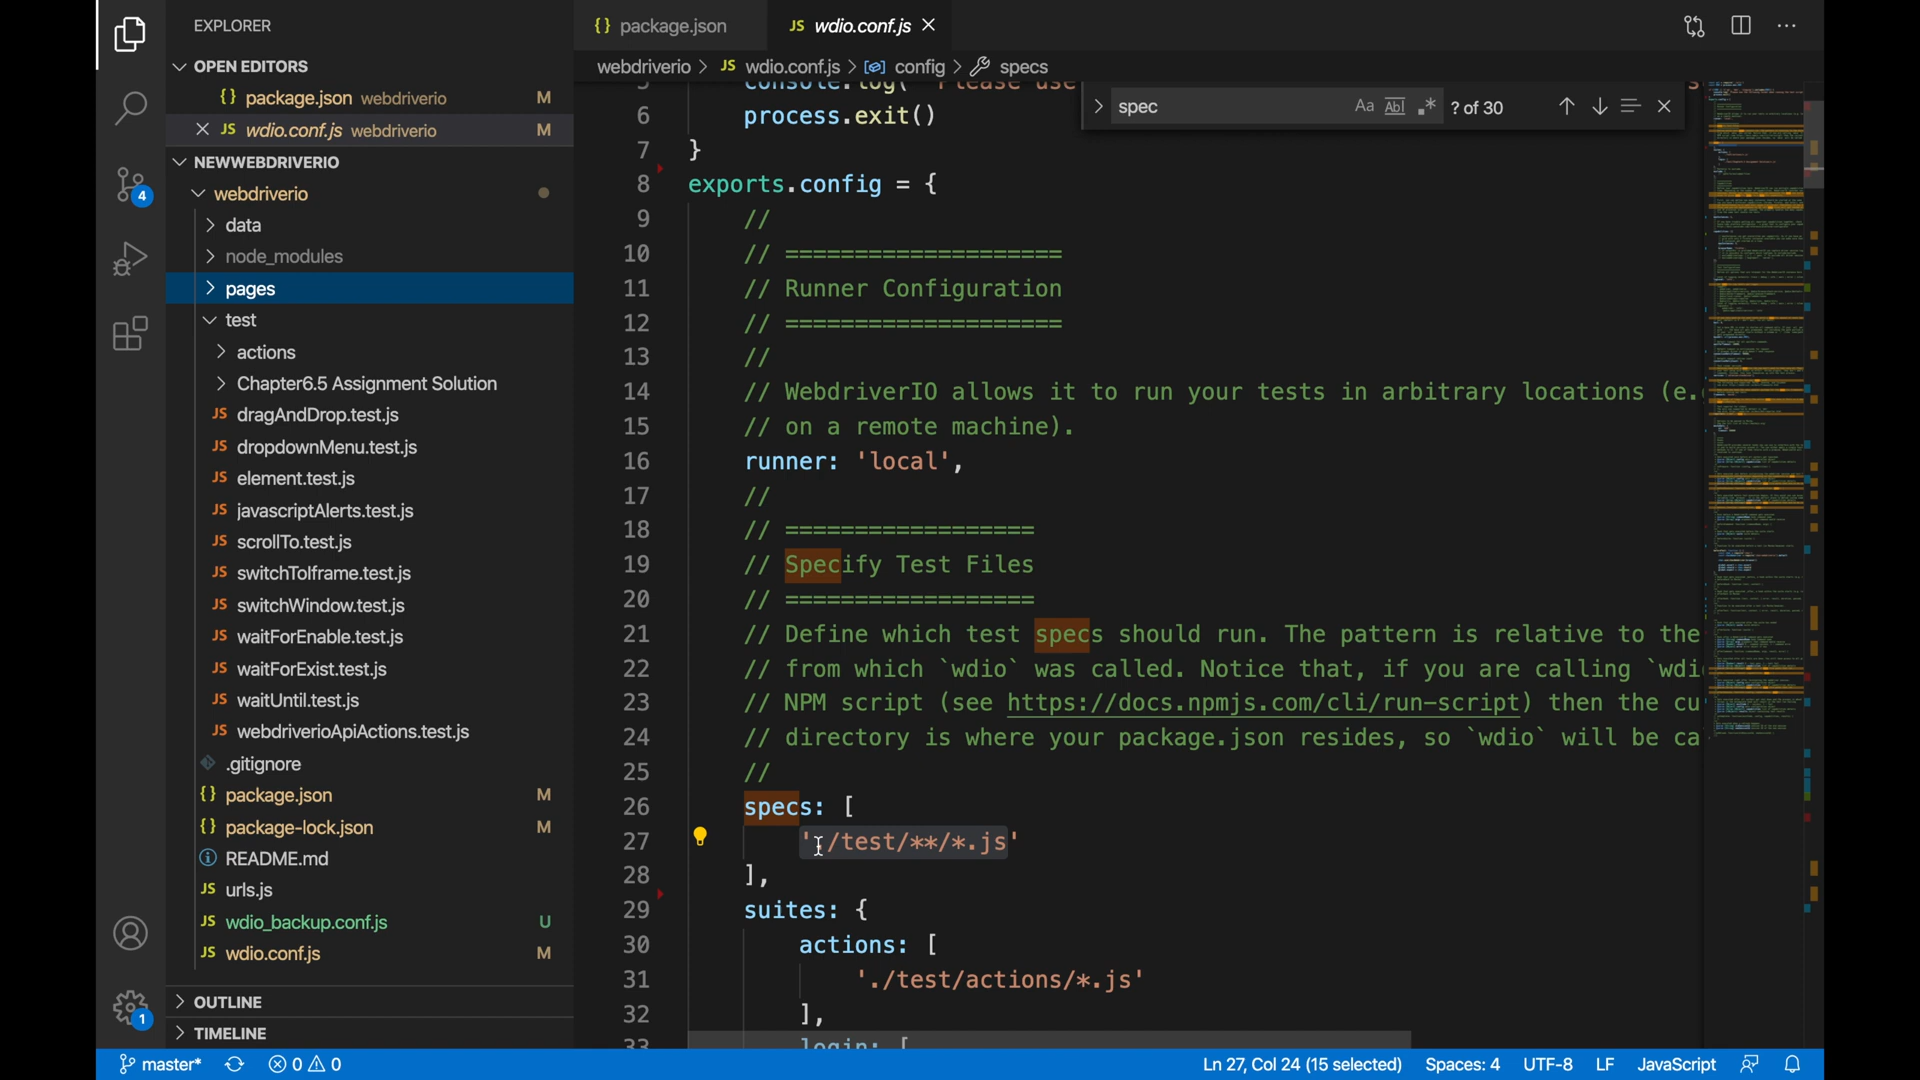 EXPLORER
OPEN EDITORS
{} package.json webdriverio M
JS wdio.conf.js webdriverio M
NEWWEBDRIVERIO
webdriverio
data
node_modules
pages
test
actions
Chapter6.5 Assignment Solution
JS dragAndDrop.test.js
JS dropdownMenu.test.js
JS element.test.js
JS javascriptAlerts.test.js
JS scrollTo.test.js
JS switchToIframe.test.js
JS switchWindow.test.js
JS waitForEnable.test.js
JS waitForExist.test.js
JS waitUntil.test.js
JS webdriverioApiActions.test.js
.gitignore
{} package.json M
{} package-lock.json M
README.md
JS urls.js
JS wdio_backup.conf.js U
JS wdio.conf.js M
OUTLINE
TIMELINE
4
1
{} package.json
JS wdio.conf.js
webdriverio > JS wdio.conf.js > config > specs
spec Aa Abl .* ? of 30
5 console.log("Please use
6 process.exit()
7 }
8 exports.config = {
9 //
10 // ====================
11 // Runner Configuration
12 // ====================
13 //
14 // WebdriverIO allows it to run your tests in arbitrary locations (e.
15 // on a remote machine).
16 runner: 'local',
17 //
18 // ==================
19 // Specify Test Files
20 // ==================
21 // Define which test specs should run. The pattern is relative to the
22 // from which `wdio` was called. Notice that, if you are calling `wdi
23 // NPM script (see https://docs.npmjs.com/cli/run-script) then the cu
24 // directory is where your package.json resides, so `wdio` will be ca
25 //
26 specs: [
27 './test/**/*.js'
28 ],
29 suites: {
30 actions: [
31 './test/actions/*.js'
32 ],
33 login: [
master* 0 0 Ln 27, Col 24 (15 selected) Spaces: 4 UTF-8 LF JavaScript